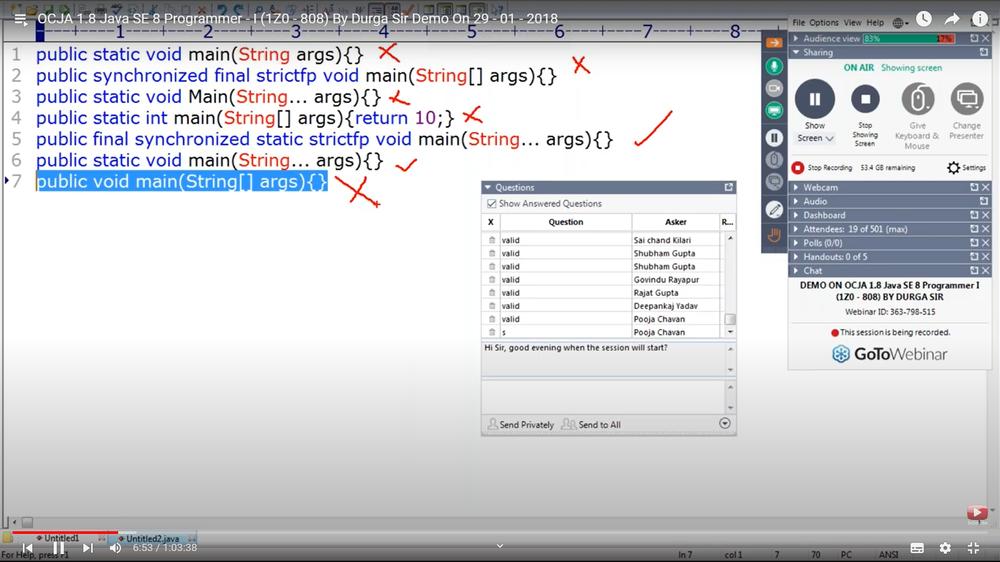 OCJA 1.8 Java SE 8 Programmer - I (1Z0 - 808) By Durga Sir Demo On 29 - 01 - 2018
----+----1----+----2----+----3----+----4----+----5----+----6----+----7----+----8----+--
1 public static void main(String args){}
2 public synchronized final strictfp void main(String[] args){}
3 public static void Main(String... args){}
4 public static int main(String[] args){return 10;}
5 public final synchronized static strictfp void main(String... args){}
6 public static void main(String... args){}
7 public void main(String[] args){}
Questions
Show Answered Questions
X Question Asker R...
valid Sai chand Kilari
valid Shubham Gupta
valid Shubham Gupta
valid Govindu Rayapur
valid Rajat Gupta
valid Deepankaj Yadav
valid Pooja Chavan
s Pooja Chavan
Hi Sir, good evening when the session will start?
Send Privately Send to All
File Options View Help
Audience view 83% 17%
Sharing
ON AIR Showing screen
Show Screen
Stop Showing Screen
Give Keyboard & Mouse
Change Presenter
Stop Recording 53.4 GB remaining Settings
Webcam
Audio
Dashboard
Attendees: 19 of 501 (max)
Polls (0/0)
Handouts: 0 of 5
Chat
DEMO ON OCJA 1.8 Java SE 8 Programmer I
(1Z0 - 808) BY DURGA SIR
Webinar ID: 363-798-515
This session is being recorded.
GoToWebinar
Subscribe
Untitled1 Untitled2.java
6:53 / 1:03:38
For Help, press F1 ln 7 col 1 7 70 PC ANSI